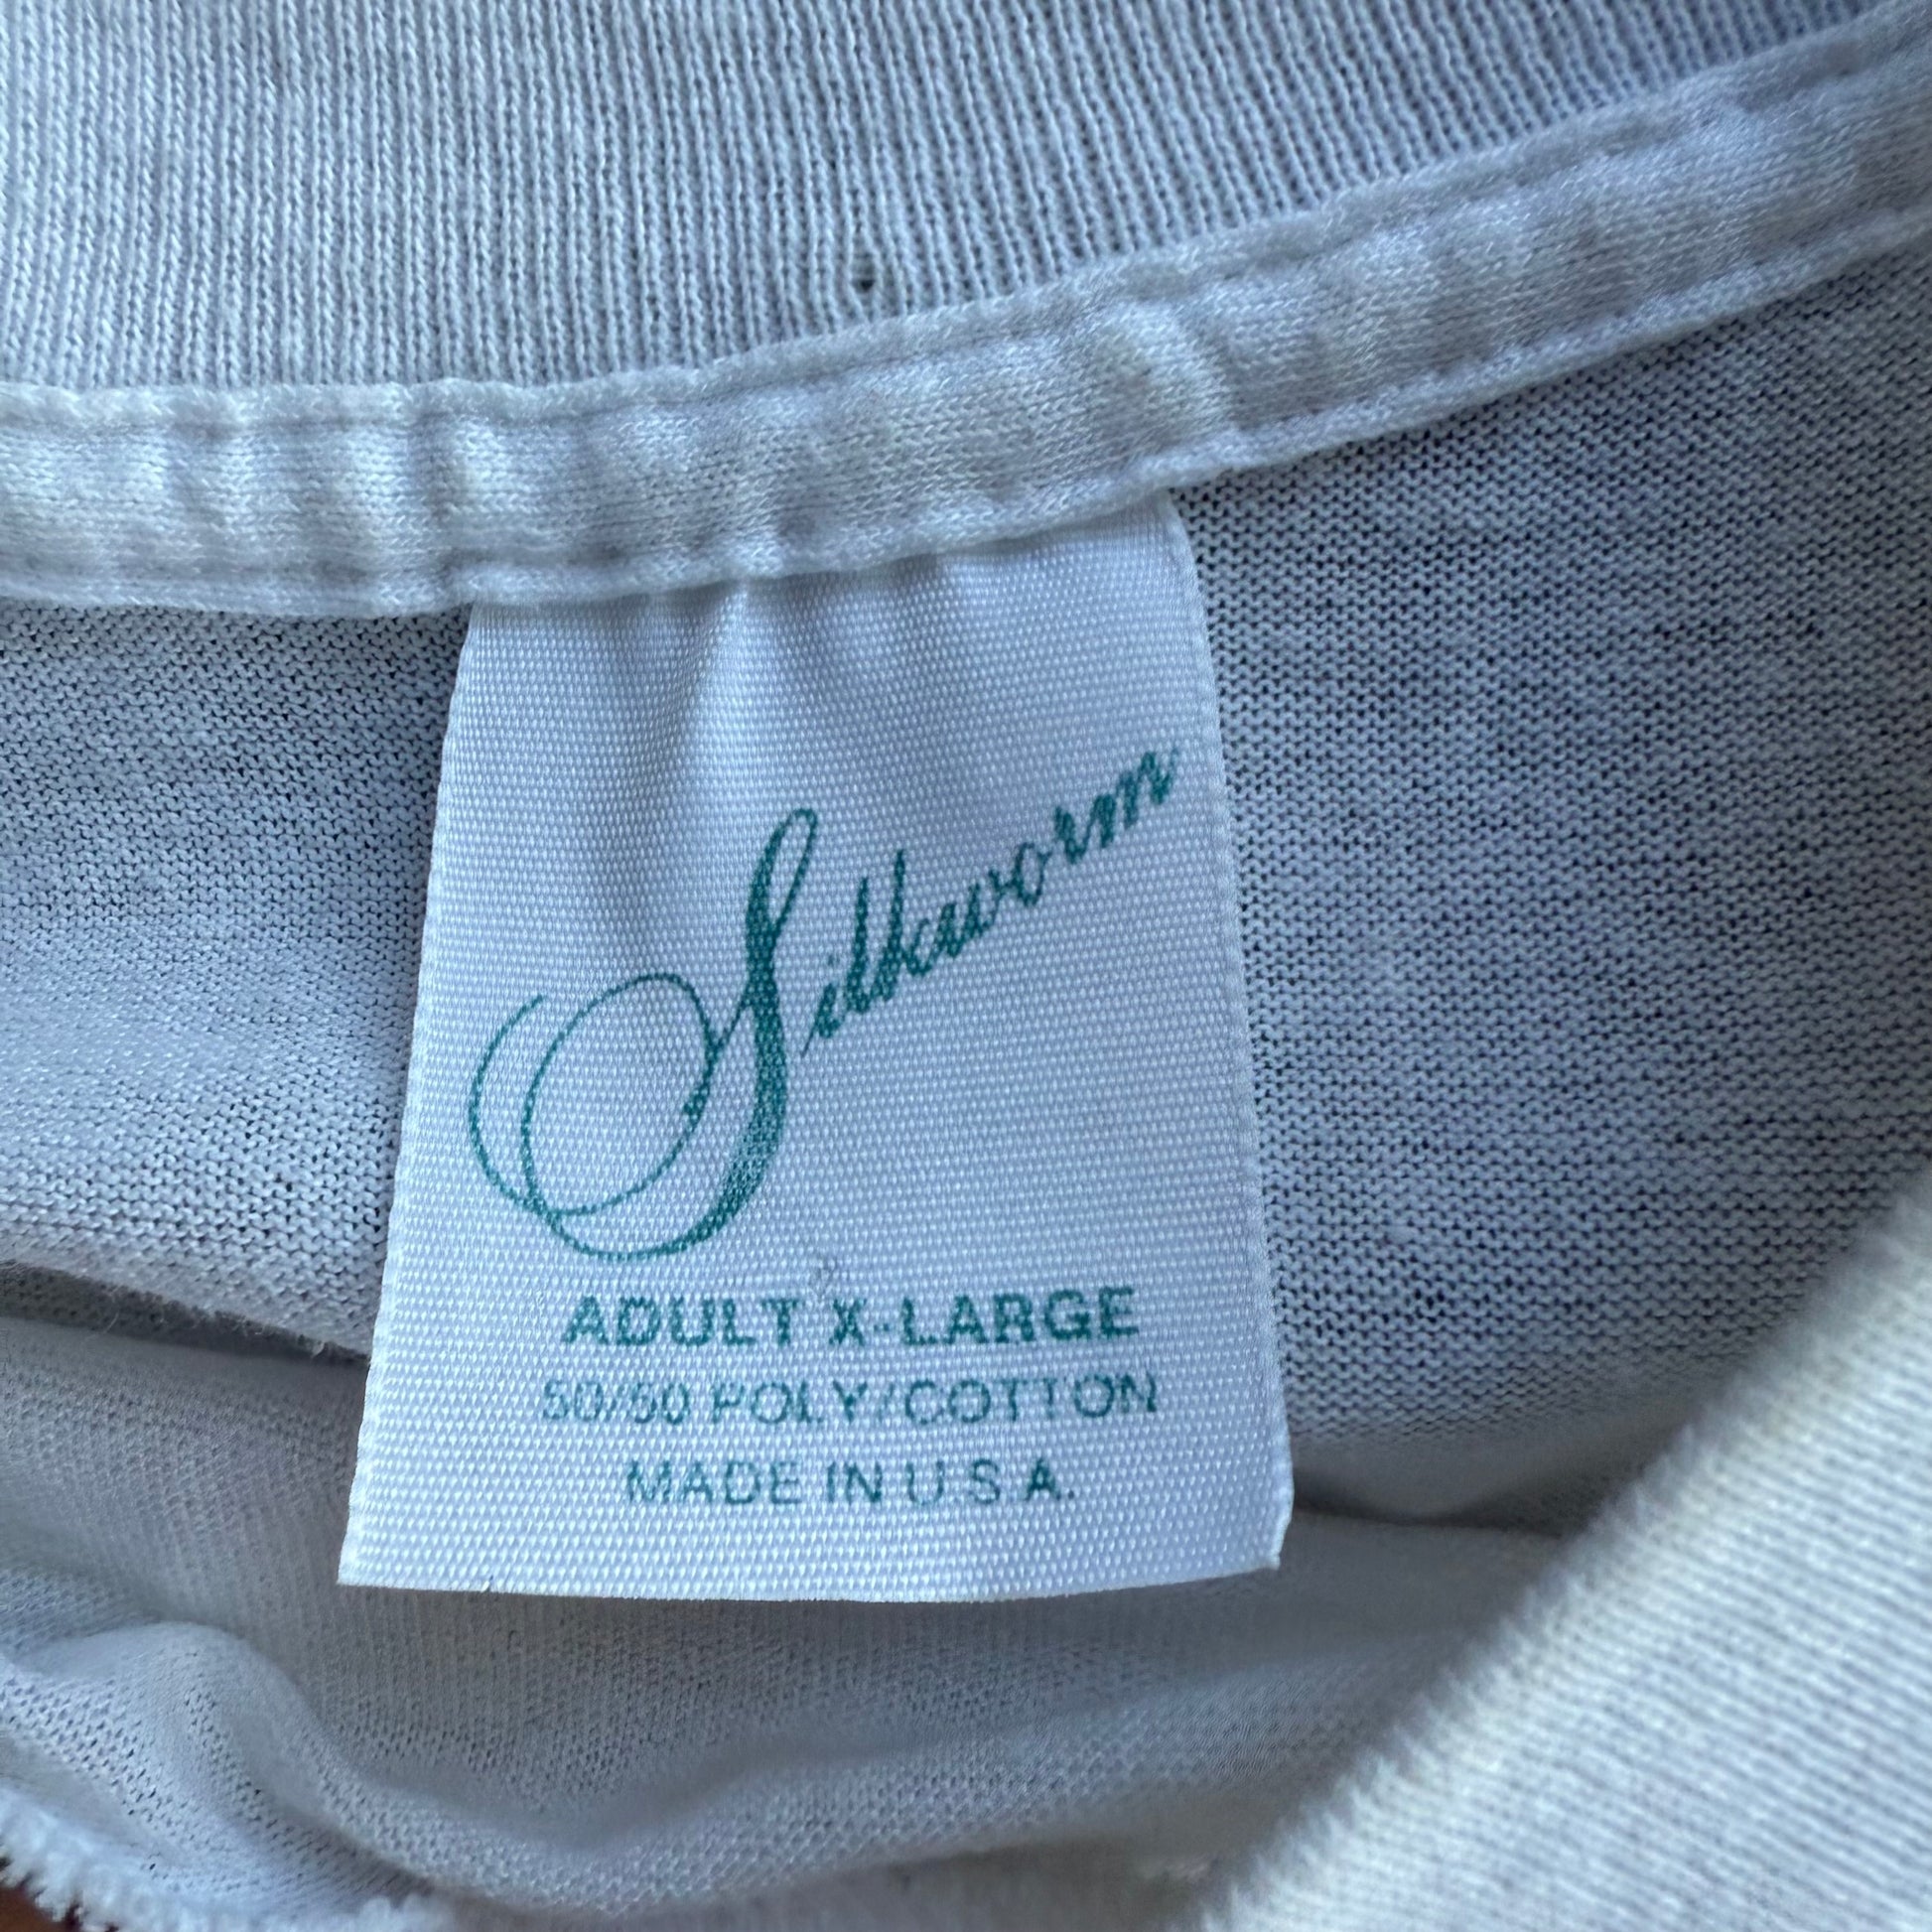 Silkworm
ADULT X-LARGE
50/50 POLY/COTTON
MADE IN U.S.A.